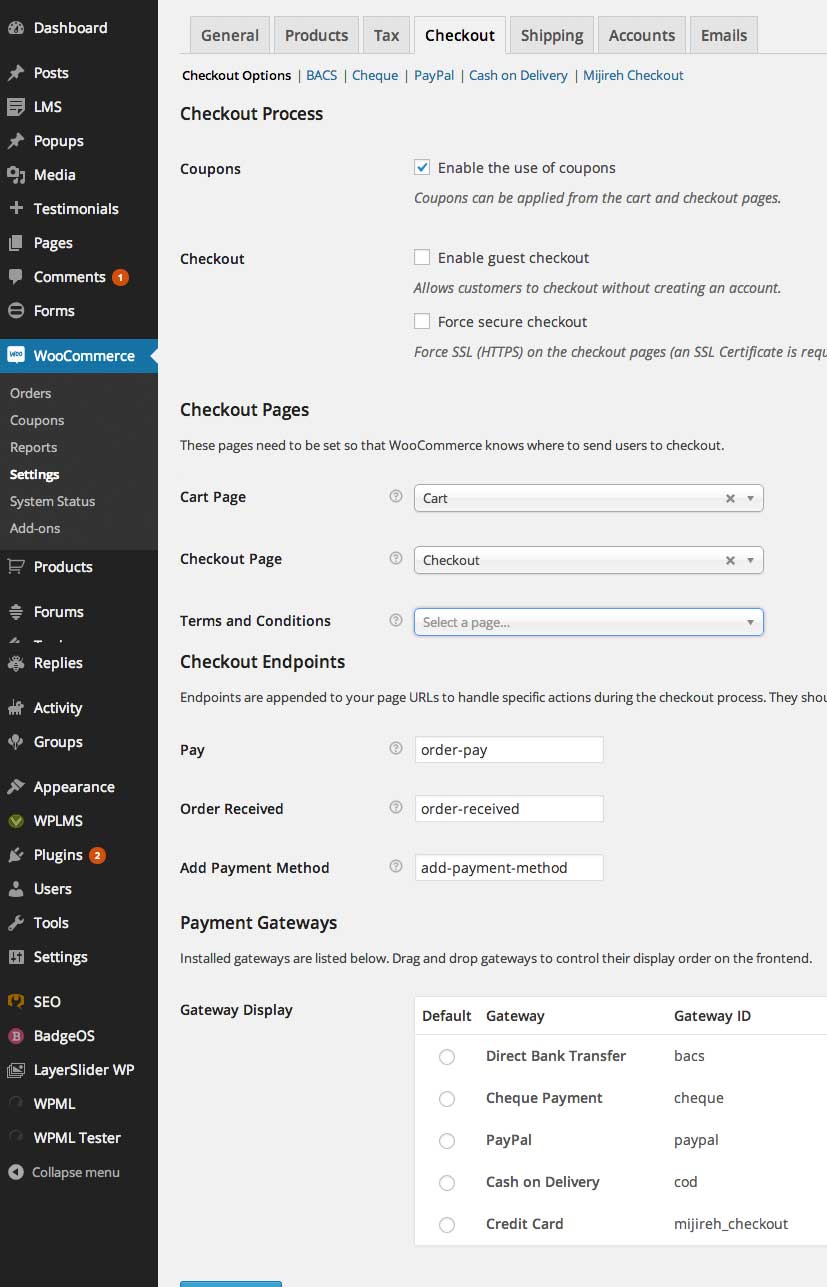 Dashboard
Posts
LMS
Popups
Media
Testimonials
Pages
Comments 1
Forms
Woo WooCommerce
Orders
Coupons
Reports
Settings
System Status
Add-ons
Products
Forums
Replies
Activity
Groups
Appearance
WPLMS
Plugins 2
Users
Tools
Settings
SEO
B BadgeOS
LayerSlider WP
WPML
WPML Tester
Collapse menu
General Products Tax Checkout Shipping Accounts Emails
Checkout Options | BACS | Cheque | PayPal | Cash on Delivery | Mijireh Checkout
Checkout Process
Coupons Enable the use of coupons
Coupons can be applied from the cart and checkout pages.
Checkout Enable guest checkout
Allows customers to checkout without creating an account.
Force secure checkout
Force SSL (HTTPS) on the checkout pages (an SSL Certificate is requ
Checkout Pages
These pages need to be set so that WooCommerce knows where to send users to checkout.
Cart Page ? Cart
Checkout Page ? Checkout
Terms and Conditions ? Select a page...
Checkout Endpoints
Endpoints are appended to your page URLs to handle specific actions during the checkout process. They shou
Pay ? order-pay
Order Received ? order-received
Add Payment Method ? add-payment-method
Payment Gateways
Installed gateways are listed below. Drag and drop gateways to control their display order on the frontend.
Gateway Display
Default Gateway Gateway ID
Direct Bank Transfer bacs
Cheque Payment cheque
PayPal paypal
Cash on Delivery cod
Credit Card mijireh_checkout